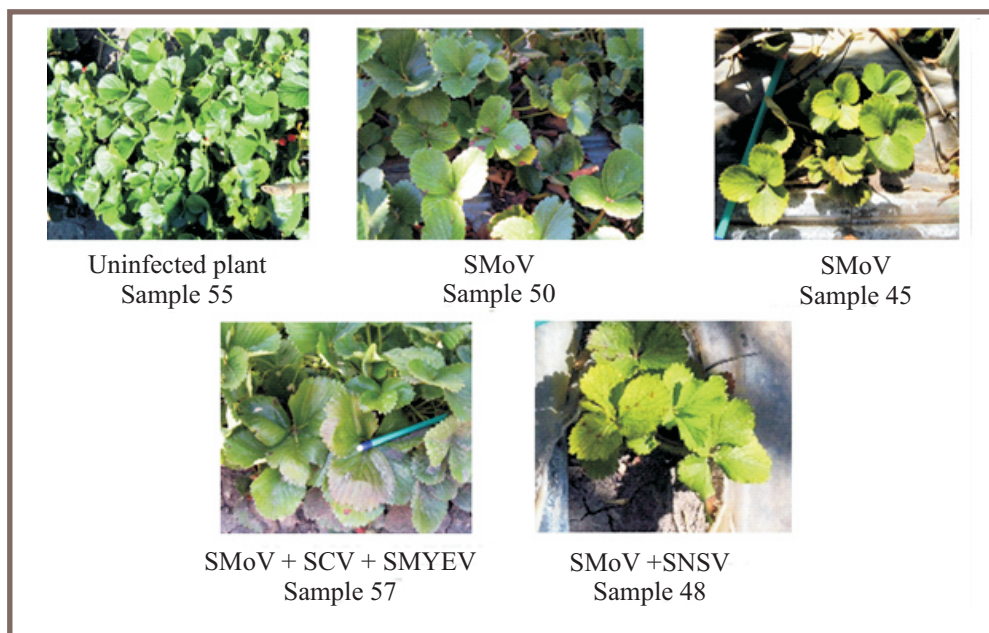 Uninfected plant
Sample 55
SMoV
Sample 50
SMoV
Sample 45
SMoV + SCV + SMYEV
Sample 57
SMoV +SNSV
Sample 48